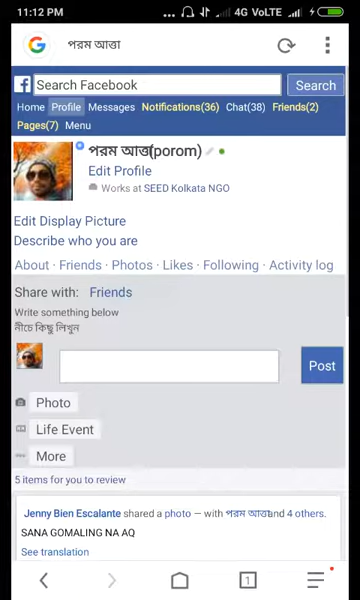 11:12 PM ... 4G VoLTE
G পরম আত্তা
f Search Facebook Search
Home Profile Messages Notifications(36) Chat(38) Friends(2)
Pages(7) Menu
পরম আত্তা(porom)
Edit Profile
Works at SEED Kolkata NGO
Edit Display Picture
Describe who you are
About · Friends · Photos · Likes · Following · Activity log
Share with: Friends
Write something below
নীচে কিছু লিখুন
Post
Photo
Life Event
More
5 items for you to review
Jenny Bien Escalante shared a photo — with পরম আত্তা and 4 others.
SANA GOMALING NA AQ
See translation
1